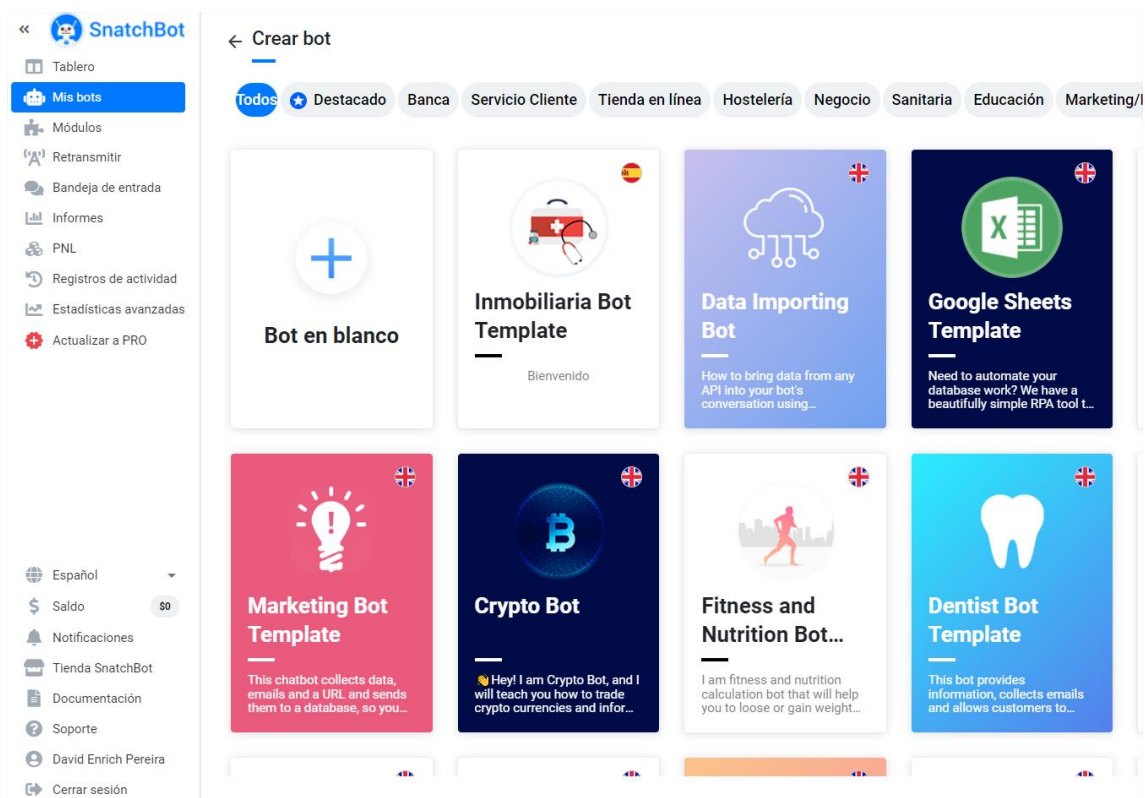 «
SnatchBot
Tablero
Mis bots
Módulos
Retransmitir
Bandeja de entrada
Informes
PNL
Registros de actividad
Estadísticas avanzadas
Actualizar a PRO
Español
Saldo $0
Notificaciones
Tienda SnatchBot
Documentación
Soporte
David Enrich Pereira
Cerrar sesión
← Crear bot
Todos Destacado Banca Servicio Cliente Tienda en línea Hostelería Negocio Sanitaria Educación Marketing/
Bot en blanco
Inmobiliaria Bot
Template
Bienvenido
Data Importing
Bot
How to bring data from any
API into your bot's
conversation using...
X
Google Sheets
Template
Need to automate your
database work? We have a
beautifully simple RPA tool t...
Marketing Bot
Template
This chatbot collects data,
emails and a URL and sends
them to a database, so you...
Crypto Bot
👋Hey! I am Crypto Bot, and I
will teach you how to trade
crypto currencies and infor...
Fitness and
Nutrition Bot...
I am fitness and nutrition
calculation bot that will help
you to loose or gain weight...
Dentist Bot
Template
This bot provides
information, collects emails
and allows customers to...